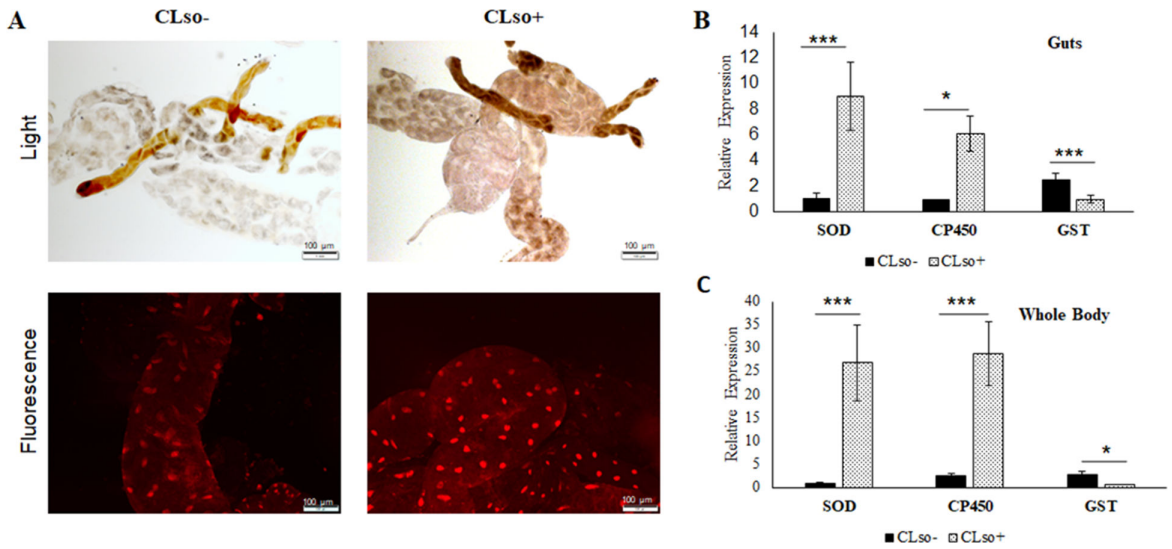 A
CLso-
CLso+
Light
100 µm
100 µm
Fluorescence
100 µm
100 µm
B
Guts
Relative Expression
14
12
10
8
6
4
2
0
***
*
***
SOD
CP450
GST
CLso-
CLso+
C
Whole Body
Relative Expression
40
35
30
25
20
15
10
5
0
***
***
*
SOD
CP450
GST
CLso-
CLso+